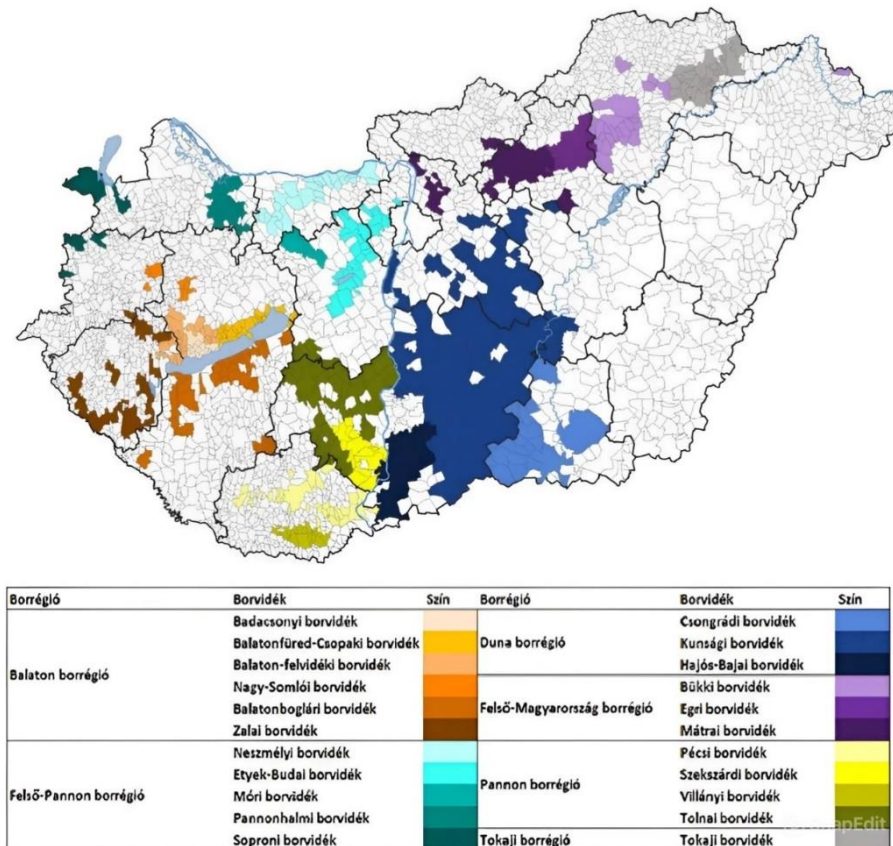 Borrégió Borvidék Szín Borrégió Borvidék Szín
Badacsonyi borvidék Csongrádi borvidék
Balatonfüred-Csopaki borvidék Duna borrégió Kunsági borvidék
Balaton-felvidéki borvidék Hajós-Bajai borvidék
Balaton borrégió
Nagy-Somlói borvidék Bükki borvidék
Balatonboglári borvidék Felső-Magyarország borrégió Egri borvidék
Zalai borvidék Mátrai borvidék
Neszmélyi borvidék Pécsi borvidék
Etyek-Budai borvidék Pannon borrégió Szekszárdi borvidék
Felső-Pannon borrégió Móri borvidék Villányi borvidék
Pannonhalmi borvidék Tolnai borvidék
Soproni borvidék Tokaji borrégió Tokaji borvidék